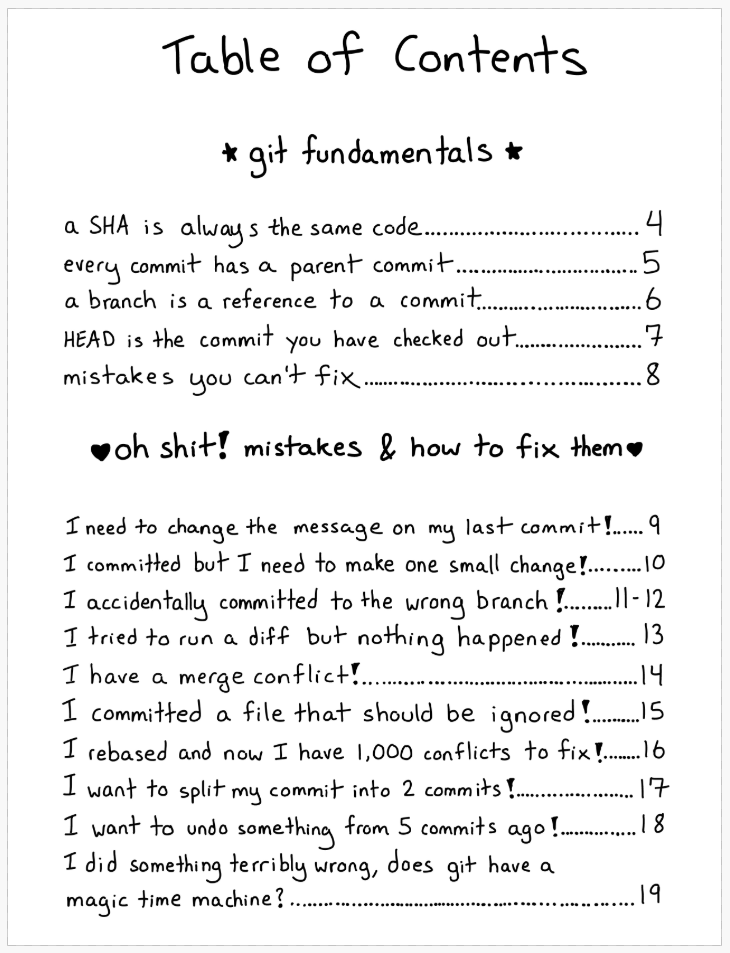 Table of Contents
★ git fundamentals ★
a SHA is always the same code.....................................4
every commit has a parent commit...............................5
a branch is a reference to a commit............................6
HEAD is the commit you have checked out......................7
mistakes you can't fix...............................................8
♥oh shit! mistakes & how to fix them♥
I need to change the message on my last commit!......9
I committed but I need to make one small change!.........10
I accidentally committed to the wrong branch!.........11-12
I tried to run a diff but nothing happened!...........13
I have a merge conflict!...............................................14
I committed a file that should be ignored!..........15
I rebased and now I have 1,000 conflicts to fix!........16
I want to split my commit into 2 commits!......................17
I want to undo something from 5 commits ago!..............18
I did something terribly wrong, does git have a
magic time machine?..........................................................19